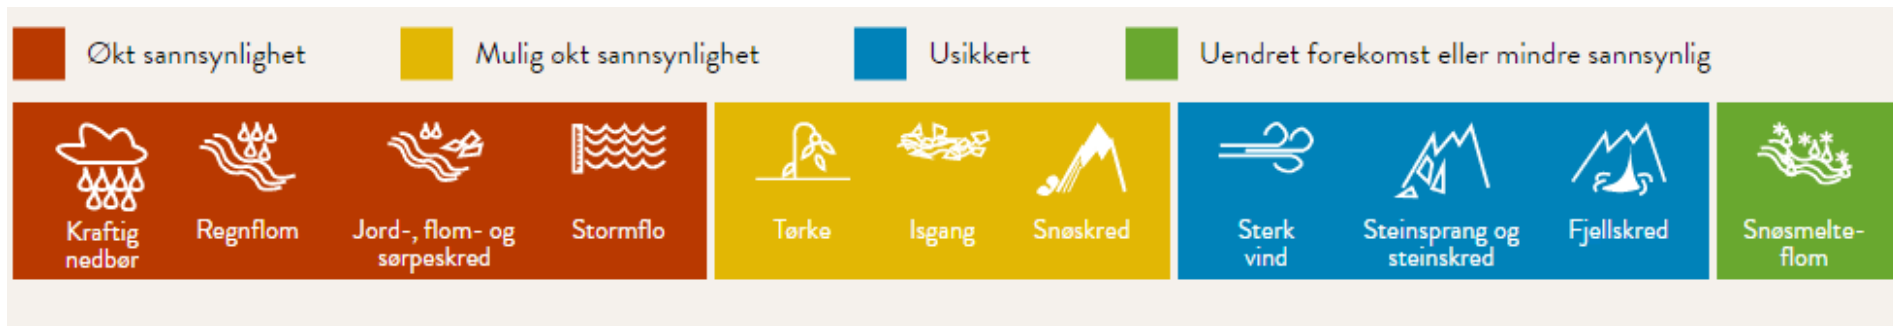 Økt sannsynlighet
Mulig okt sannsynlighet
Usikkert
Uendret forekomst eller mindre sannsynlig
Kraftig
nedbør
Regnflom
Jord-, flom- og
sørpeskred
Stormflo
Tørke
Isgang
Snøskred
Sterk
vind
Steinsprang og
steinskred
Fjellskred
Snøsmelte-
flom